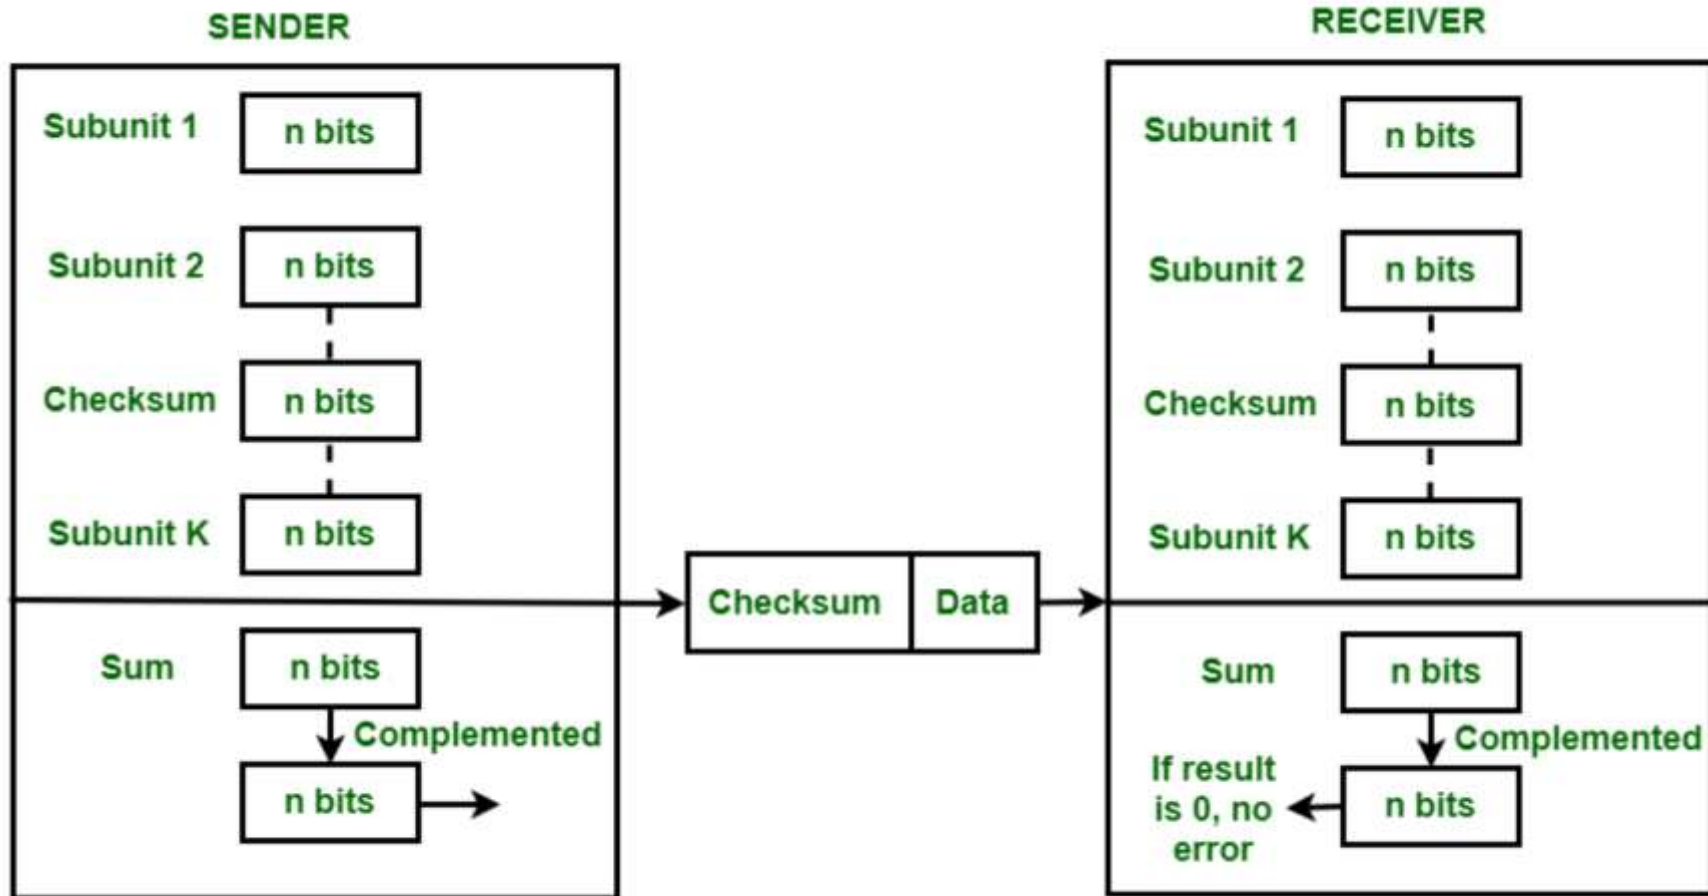 SENDER
Subunit 1
n bits
Subunit 2
n bits
Checksum
n bits
Subunit K
n bits
Sum
n bits
Complemented
n bits
Checksum
Data
RECEIVER
Subunit 1
n bits
Subunit 2
n bits
Checksum
n bits
Subunit K
n bits
Sum
n bits
Complemented
If result
is 0, no
error
n bits